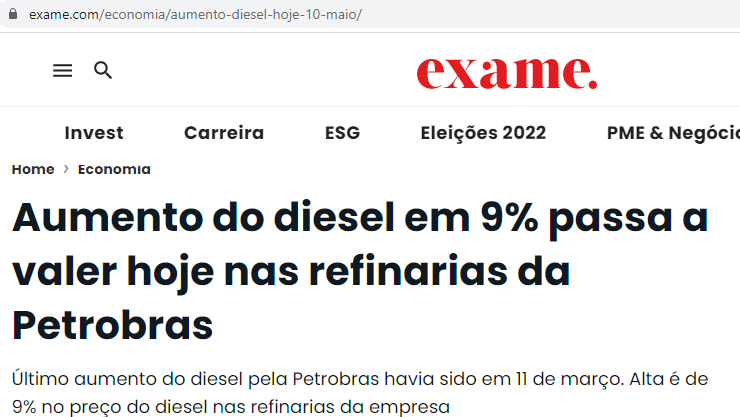 exame.com/economia/aumento-diesel-hoje-10-maio/
exame.
Invest Carreira ESG Eleições 2022 PME & Negócic
Home > Economia
Aumento do diesel em 9% passa a
valer hoje nas refinarias da
Petrobras
Último aumento do diesel pela Petrobras havia sido em 11 de março. Alta é de
9% no preço do diesel nas refinarias da empresa